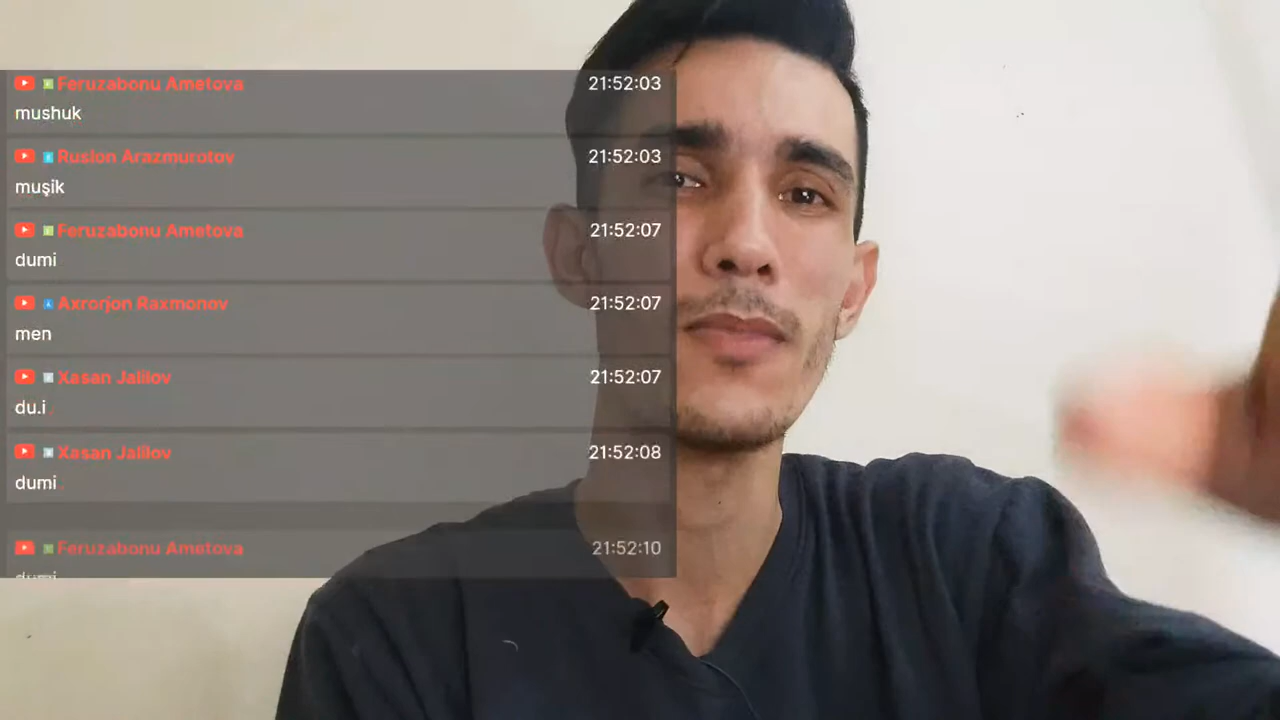 Feruzabonu Ametova 21:52:03
mushuk
Ruslon Arazmurotov 21:52:03
muşik
Feruzabonu Ametova 21:52:07
dumi
Axrorjon Raxmonov 21:52:07
men
Xasan Jalilov 21:52:07
du.i
Xasan Jalilov 21:52:08
dumi
Feruzabonu Ametova 21:52:10
dumi